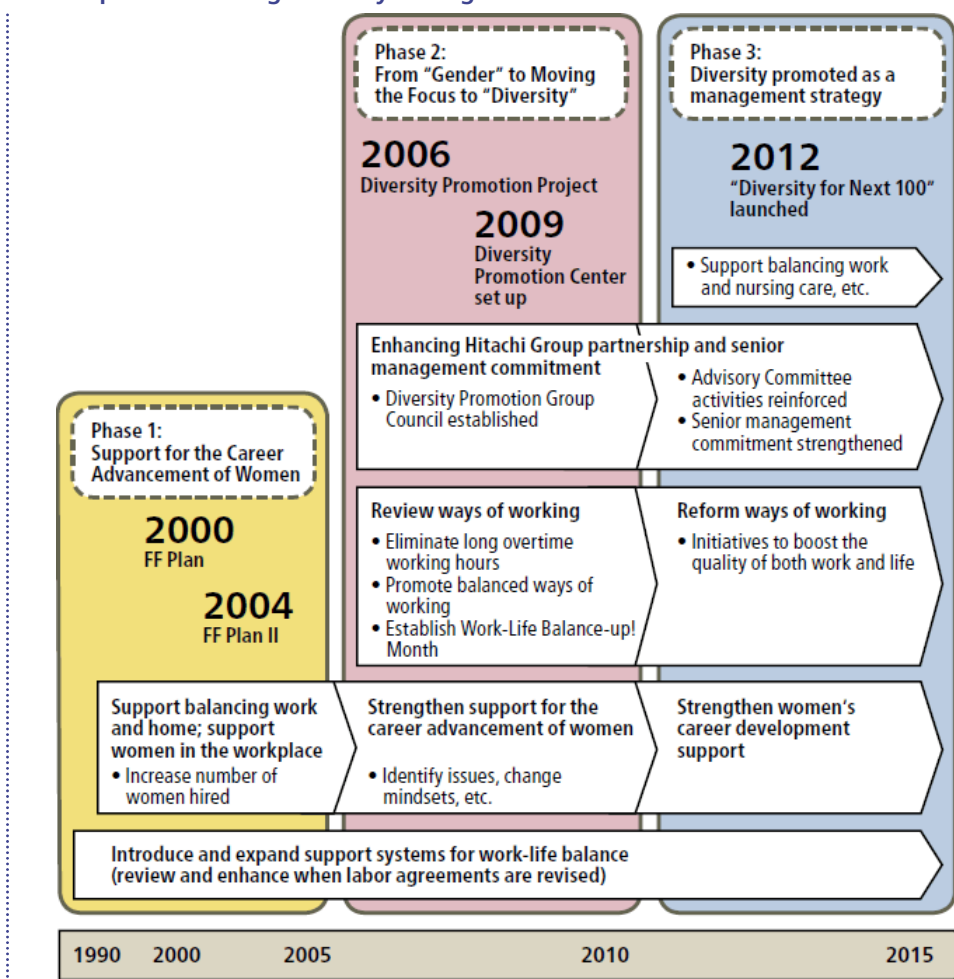 Phase 2:
From “Gender” to Moving
the Focus to “Diversity”
2006
Diversity Promotion Project
2009
Diversity
Promotion Center
set up
Phase 3:
Diversity promoted as a
management strategy
2012
“Diversity for Next 100”
launched
• Support balancing work
and nursing care, etc.
Enhancing Hitachi Group partnership and senior
management commitment
• Diversity Promotion Group
Council established
• Advisory Committee
activities reinforced
• Senior management
commitment strengthened
Phase 1:
Support for the Career
Advancement of Women
2000
FF Plan
2004
FF Plan II
Review ways of working
• Eliminate long overtime
working hours
• Promote balanced ways of
working
• Establish Work-Life Balance-up!
Month
Reform ways of working
• Initiatives to boost the
quality of both work and life
Support balancing work
and home; support
women in the workplace
• Increase number of
women hired
Strengthen support for the
career advancement of women
• Identify issues, change
mindsets, etc.
Strengthen women’s
career development
support
Introduce and expand support systems for work-life balance
(review and enhance when labor agreements are revised)
1990 2000 2005 2010 2015